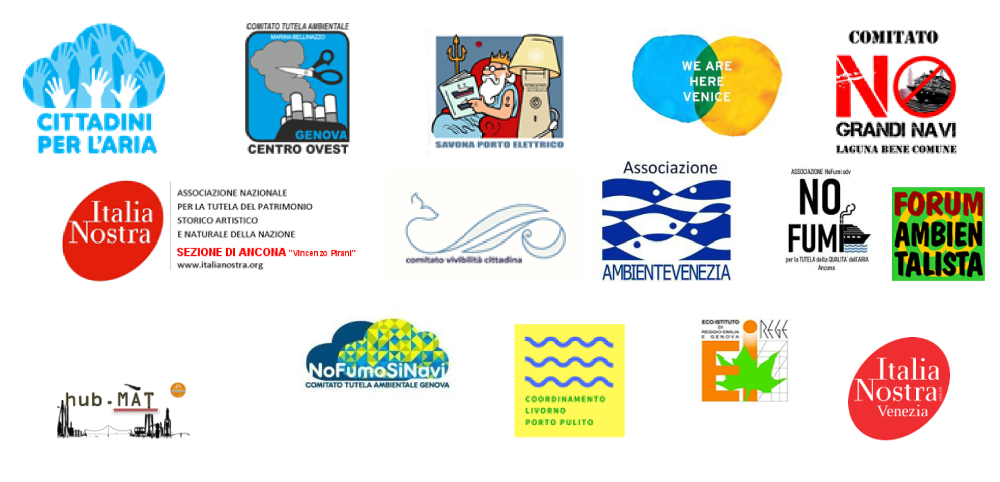 CITTADINI
PER L'ARIA
COMITATO TUTELA AMBIENTALE
MARINA BELLINAZZO
GENOVA
CENTRO OVEST
SAVONA PORTO ELETTRICO
WE ARE
HERE
VENICE
COMITATO
NO
GRANDI NAVI
LAGUNA BENE COMUNE
Italia
Nostra
ASSOCIAZIONE NAZIONALE
PER LA TUTELA DEL PATRIMONIO
STORICO ARTISTICO
E NATURALE DELLA NAZIONE
SEZIONE DI ANCONA "Vincenzo Pirani"
www.italianostra.org
comitato vivibilità cittadina
Associazione
AMBIENTEVENEZIA
ASSOCIAZIONE NoFumi odv
NO
FUMI
per la TUTELA della QUALITA' dell'ARIA
Ancona
FORUM
AMBIEN
TALISTA
hub.MÀT
NoFumoSiNavi
COMITATO TUTELA AMBIENTALE GENOVA
COORDINAMENTO
LIVORNO
PORTO PULITO
ECO ISTITUTO
DI
REGGIO EMILIA
E GENOVA
REGE
Ei
Italia
Nostra
Venezia